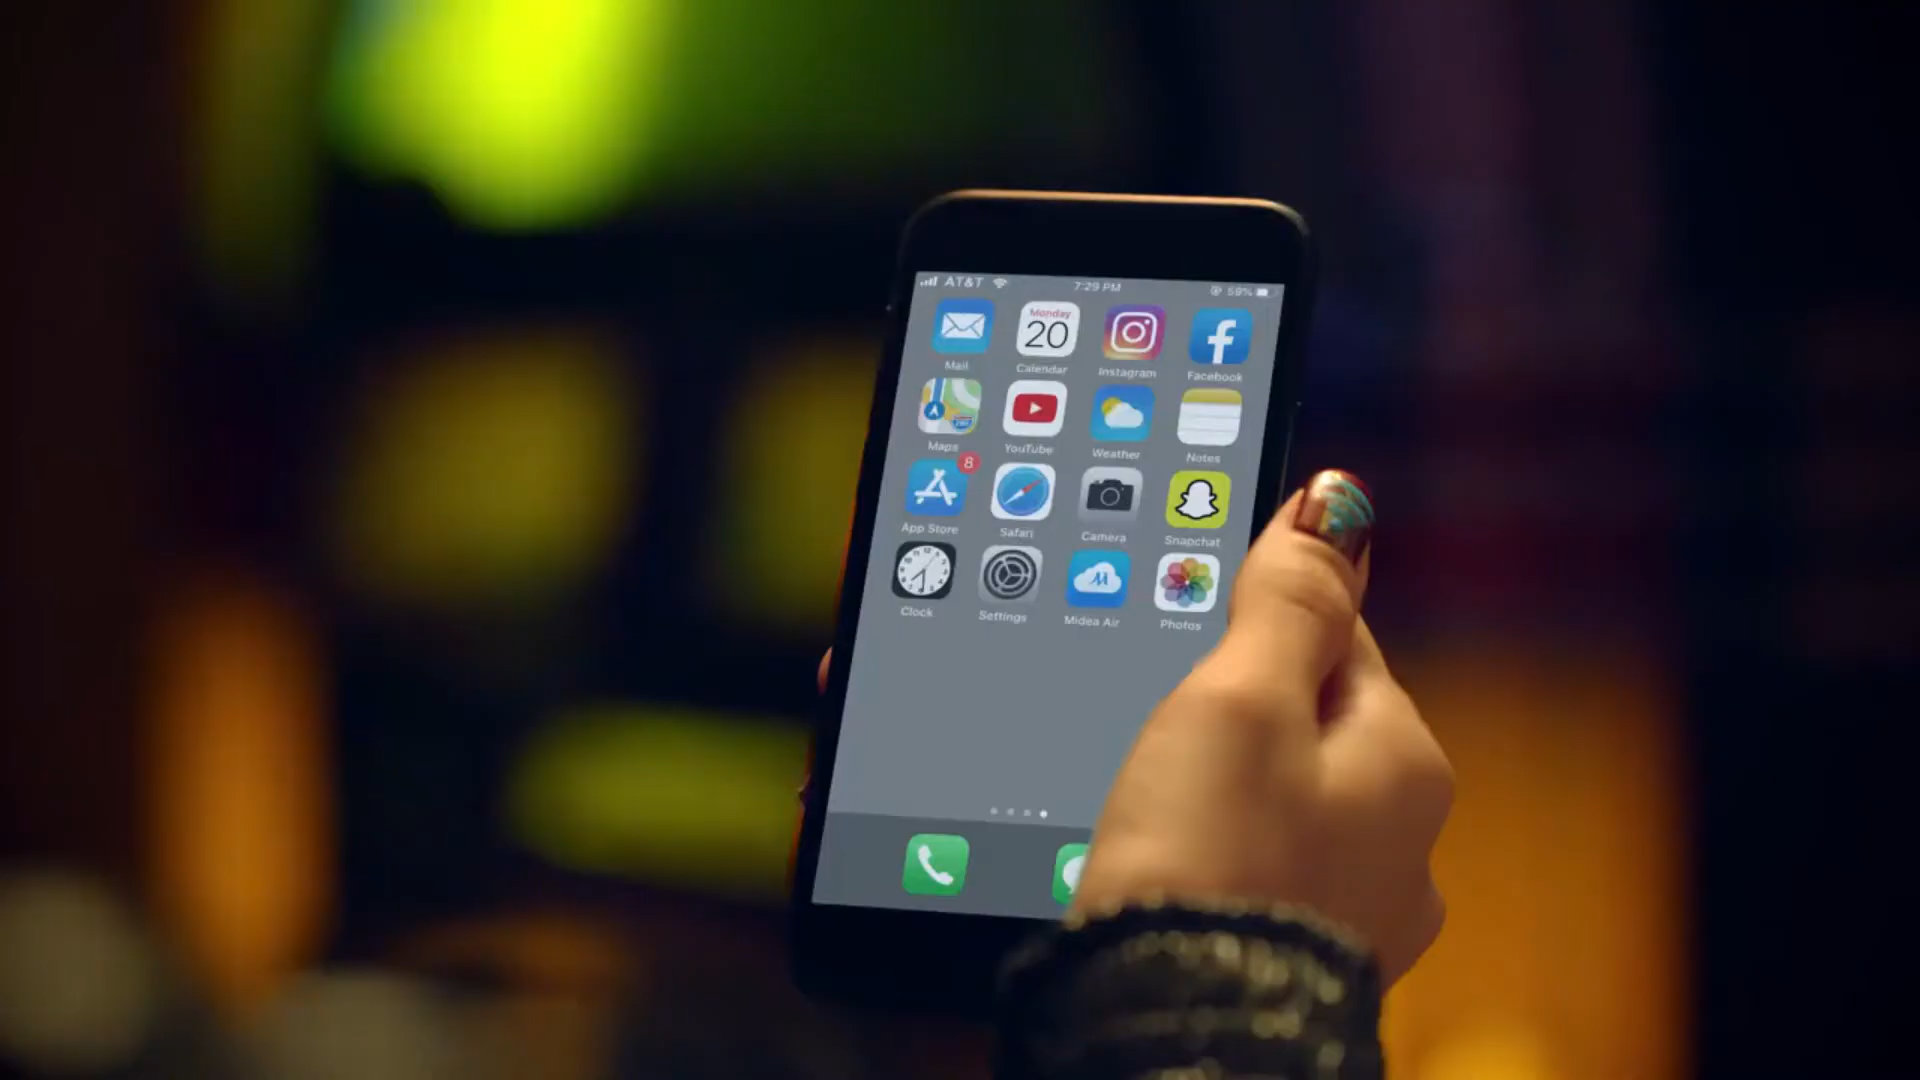 AT&T 7:29 PM 59%
Monday
20
Mail Calendar Instagram Facebook
Maps YouTube Weather Notes
8
App Store Safari Camera Snapchat
Clock Settings Midea Air Photos